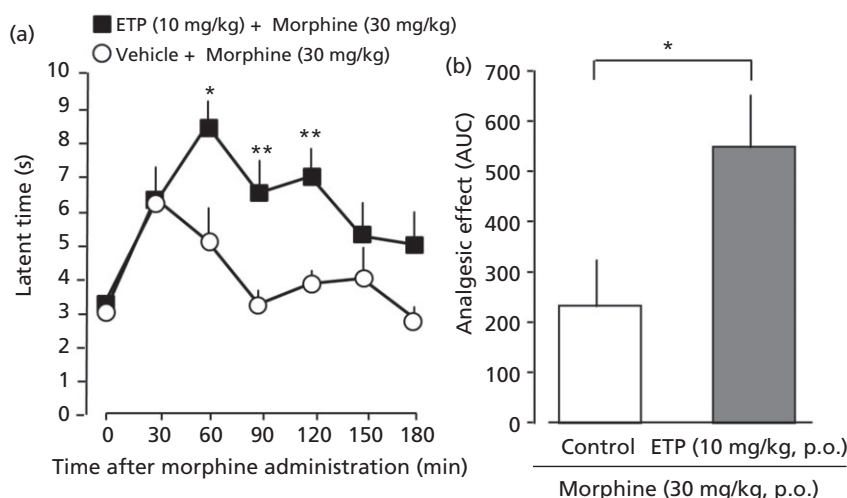 (a)
ETP (10 mg/kg) + Morphine (30 mg/kg)
Vehicle + Morphine (30 mg/kg)
10
9
8
7
6
5
4
3
2
1
0
Latent time (s)
*
**
**
0 30 60 90 120 150 180
Time after morphine administration (min)
(b)
*
700
600
500
400
300
200
100
0
Analgesic effect (AUC)
Control ETP (10 mg/kg, p.o.)
Morphine (30 mg/kg, p.o.)